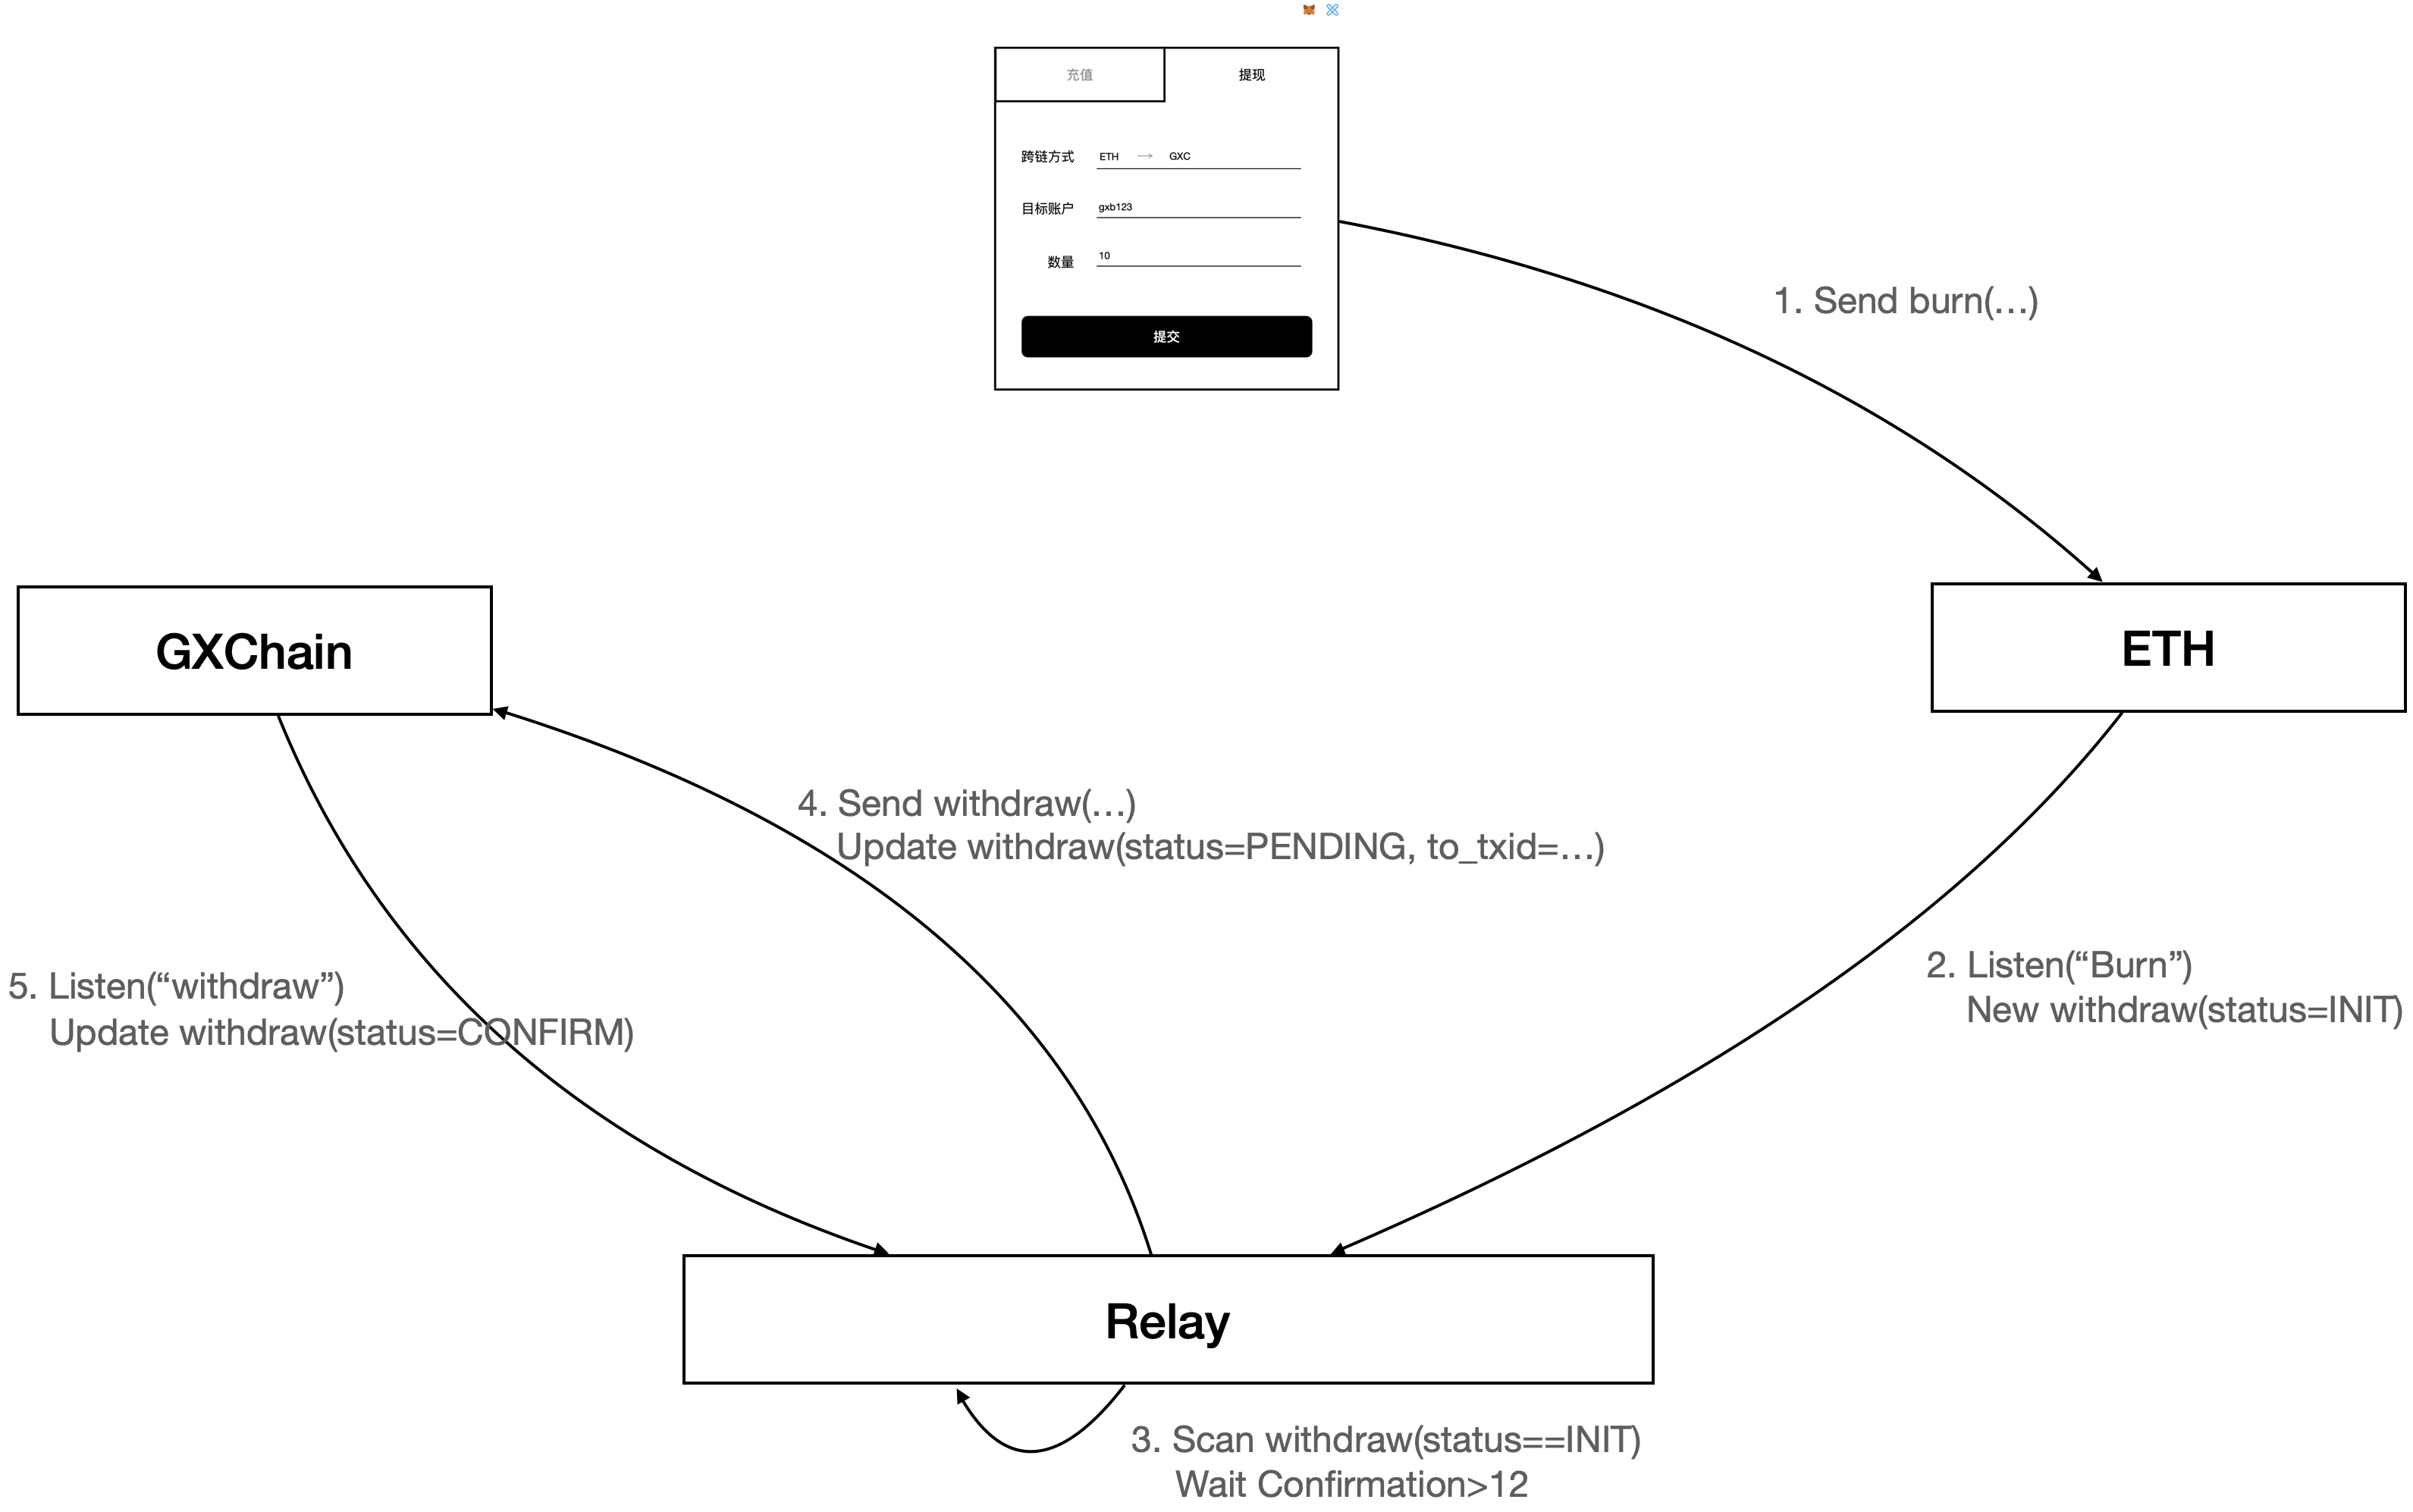 充值
提现
跨链方式 ETH → GXC
目标账户 gxb123
数量 10
提交
1. Send burn(…)
GXChain
ETH
4. Send withdraw(…)
Update withdraw(status=PENDING, to_txid=…)
2. Listen(“Burn”)
New withdraw(status=INIT)
5. Listen(“withdraw”)
Update withdraw(status=CONFIRM)
Relay
3. Scan withdraw(status==INIT)
Wait Confirmation>12